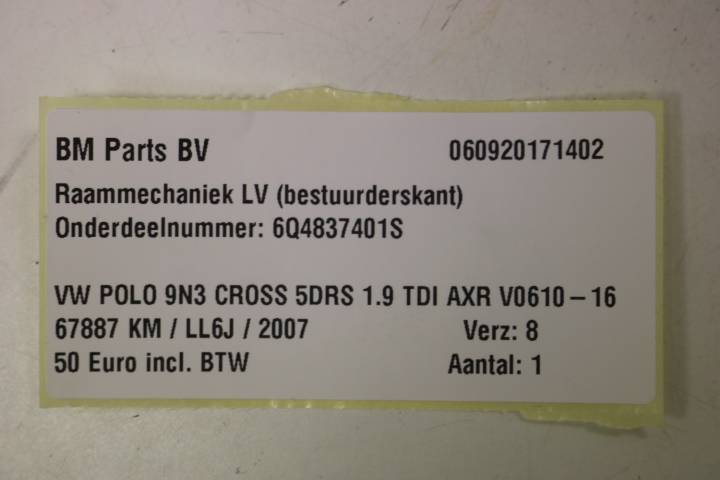 BM Parts BV 060920171402
Raammechaniek LV (bestuurderskant)
Onderdeelnummer: 6Q4837401S
VW POLO 9N3 CROSS 5DRS 1.9 TDI AXR V0610 – 16
67887 KM / LL6J / 2007 Verz: 8
50 Euro incl. BTW Aantal: 1